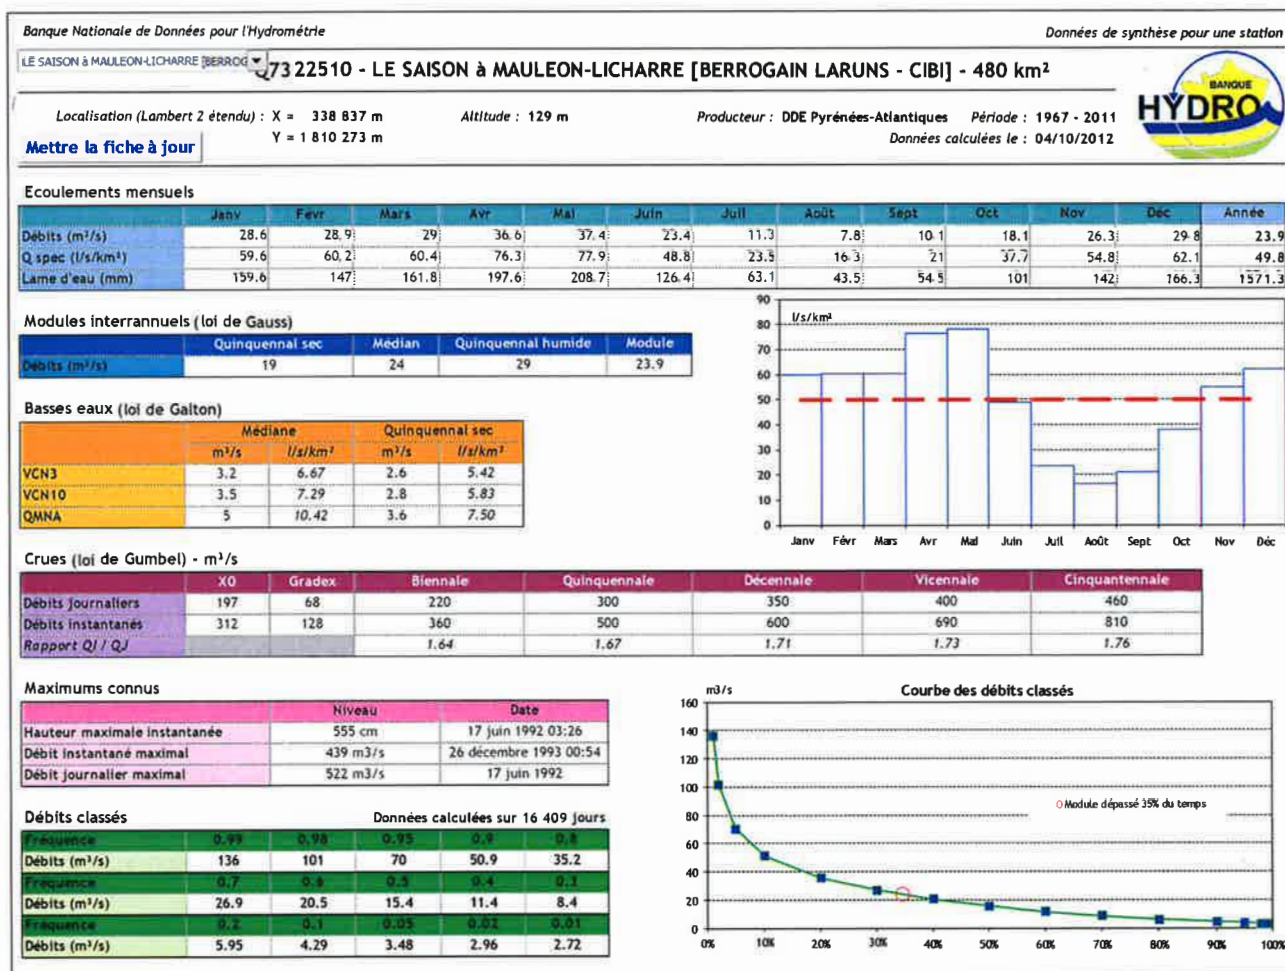 Banque Nationale de Données pour l'Hydrométrie Données de synthèse pour une station
LE SAISON à MAULEON-LICHARRE [BERROG
Q7322510 - LE SAISON à MAULEON-LICHARRE [BERROGAIN LARUNS - CIBI] - 480 km²
BANQUE
HYDRO
Localisation (Lambert 2 étendu) : X = 338 837 m Altitude : 129 m Producteur : DDE Pyrénées-Atlantiques Période : 1967 - 2011
Y = 1 810 273 m Données calculées le : 04/10/2012
Mettre la fiche à jour
Ecoulements mensuels
Janv Févr Mars Avr Mai Juin Juil Août Sept Oct Nov Déc Année
Débits (m³/s) 28.6 28.9 29 36.6 37.4 23.4 11.3 7.8 10.1 18.1 26.3 29.8 23.9
Q spec (l/s/km²) 59.6 60.2 60.4 76.3 77.9 48.8 23.5 16.3 21 37.7 54.8 62.1 49.8
Lame d'eau (mm) 159.6 147 161.8 197.6 208.7 126.4 63.1 43.5 54.5 101 142 166.3 1571.3
Modules interrannuels (loi de Gauss)
Quinquennal sec Médian Quinquennal humide Module
Débits (m³/s) 19 24 29 23.9
Basses eaux (loi de Galton)
Médiane Quinquennal sec
m³/s l/s/km² m³/s l/s/km²
VCN3 3.2 6.67 2.6 5.42
VCN10 3.5 7.29 2.8 5.83
QMNA 5 10.42 3.6 7.50
l/s/km²
90
80
70
60
50
40
30
20
10
0
Janv Févr Mars Avr Mai Juin Juil Août Sept Oct Nov Déc
Crues (loi de Gumbel) - m³/s
X0 Gradex Biennale Quinquennale Décennale Vicennale Cinquantennale
Débits journaliers 197 68 220 300 350 400 460
Débits instantanés 312 128 360 500 600 690 810
Rapport QI / QJ 1.64 1.67 1.71 1.73 1.76
Maximums connus
Niveau Date
Hauteur maximale instantanée 555 cm 17 juin 1992 03:26
Débit instantané maximal 439 m3/s 26 décembre 1993 00:54
Débit journalier maximal 522 m3/s 17 juin 1992
Débits classés Données calculées sur 16 409 jours
Fréquence 0.99 0.98 0.95 0.9 0.8
Débits (m³/s) 136 101 70 50.9 35.2
Fréquence 0.7 0.6 0.5 0.4 0.3
Débits (m³/s) 26.9 20.5 15.4 11.4 8.4
Fréquence 0.2 0.1 0.05 0.02 0.01
Débits (m³/s) 5.95 4.29 3.48 2.96 2.72
m3/s Courbe des débits classés
160
140
120
100
80
60
40
20
0
Module dépassé 35% du temps
0% 10% 20% 30% 40% 50% 60% 70% 80% 90% 100%